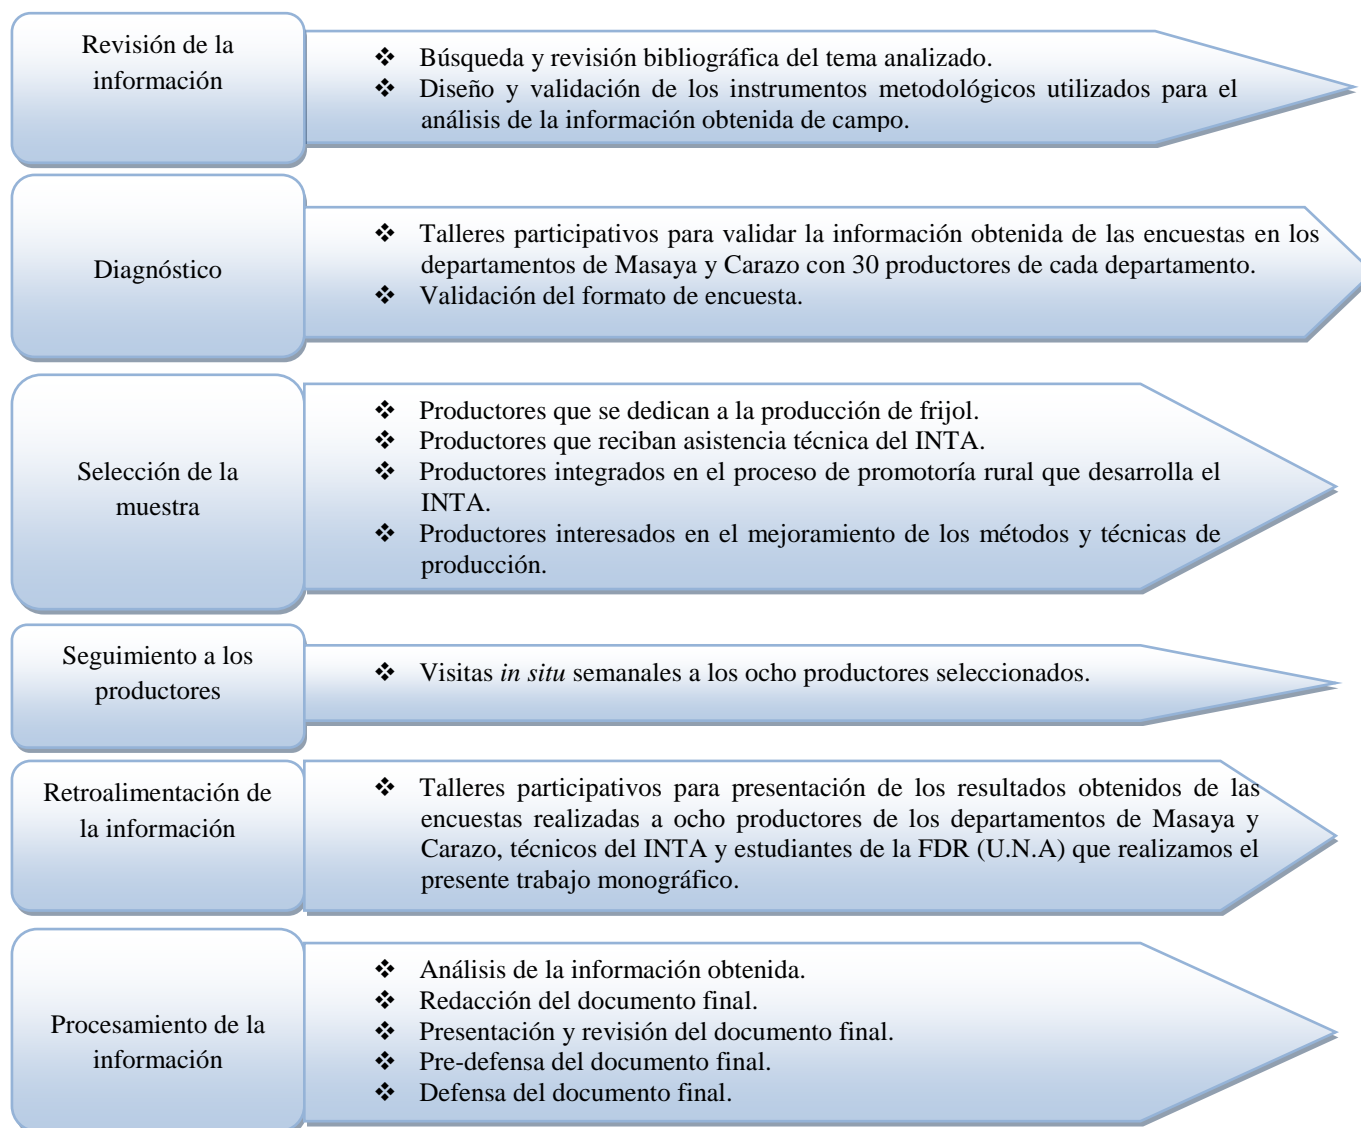 Revisión de la
información
❖ Búsqueda y revisión bibliográfica del tema analizado.
❖ Diseño y validación de los instrumentos metodológicos utilizados para el
análisis de la información obtenida de campo.
Diagnóstico
❖ Talleres participativos para validar la información obtenida de las encuestas en los
departamentos de Masaya y Carazo con 30 productores de cada departamento.
❖ Validación del formato de encuesta.
Selección de la
muestra
❖ Productores que se dedican a la producción de frijol.
❖ Productores que reciban asistencia técnica del INTA.
❖ Productores integrados en el proceso de promotoría rural que desarrolla el
INTA.
❖ Productores interesados en el mejoramiento de los métodos y técnicas de
producción.
Seguimiento a los
productores
❖ Visitas in situ semanales a los ocho productores seleccionados.
Retroalimentación de
la información
❖ Talleres participativos para presentación de los resultados obtenidos de las
encuestas realizadas a ocho productores de los departamentos de Masaya y
Carazo, técnicos del INTA y estudiantes de la FDR (U.N.A) que realizamos el
presente trabajo monográfico.
Procesamiento de la
información
❖ Análisis de la información obtenida.
❖ Redacción del documento final.
❖ Presentación y revisión del documento final.
❖ Pre-defensa del documento final.
❖ Defensa del documento final.